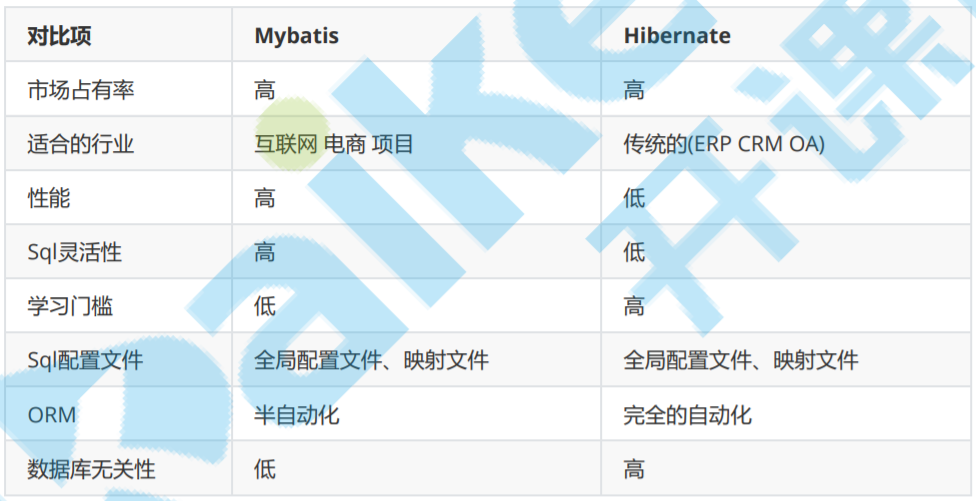 对比项 Mybatis Hibernate
市场占有率 高 高
适合的行业 互联网 电商 项目 传统的(ERP CRM OA)
性能 高 低
Sql灵活性 高 低
学习门槛 低 高
Sql配置文件 全局配置文件、映射文件 全局配置文件、映射文件
ORM 半自动化 完全的自动化
数据库无关性 低 高
aike
开课